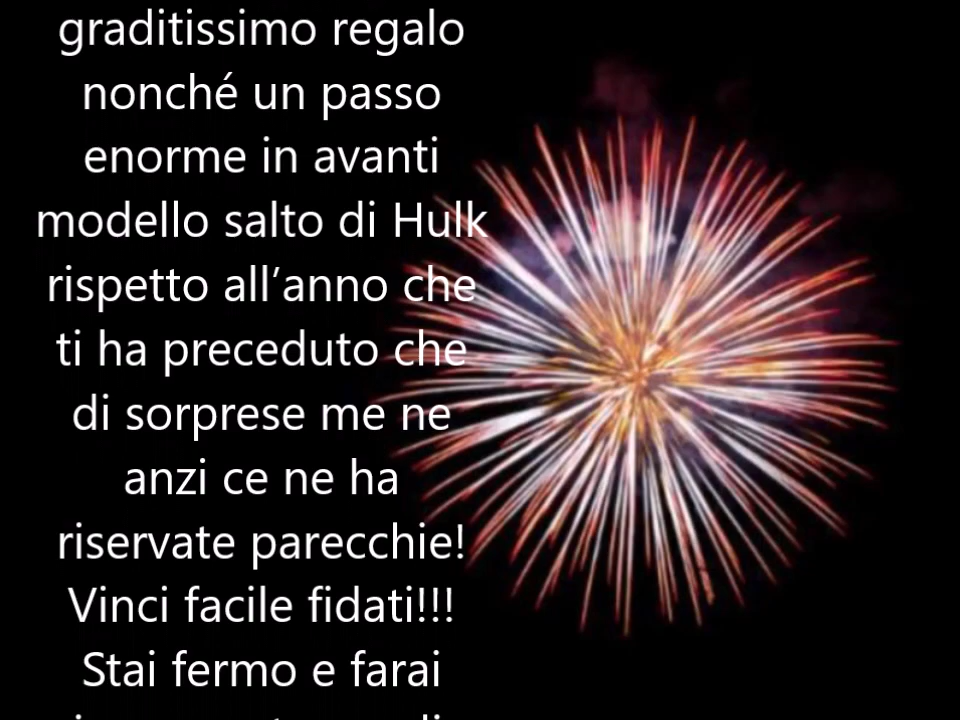 graditissimo regalo
nonché un passo
enorme in avanti
modello salto di Hulk
rispetto all’anno che
ti ha preceduto che
di sorprese me ne
anzi ce ne ha
riservate parecchie!
Vinci facile fidati!!!
Stai fermo e farai